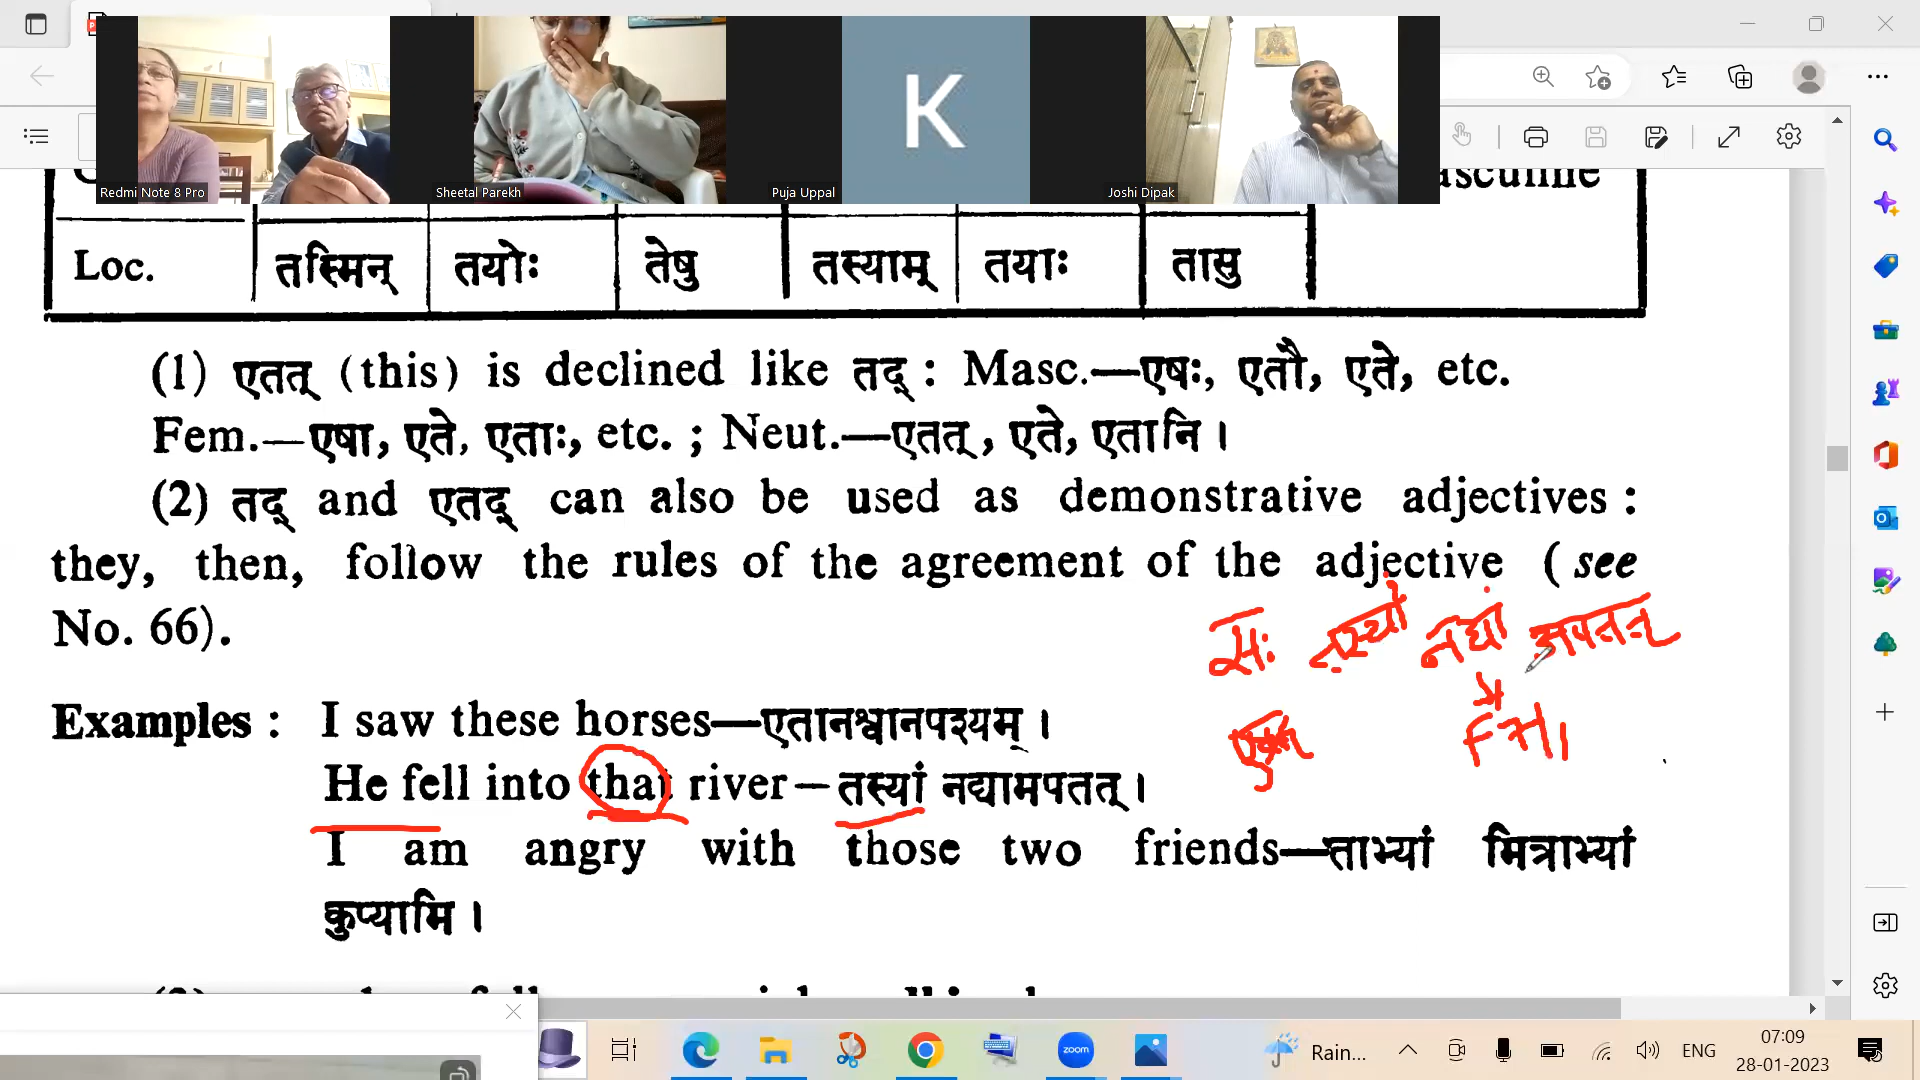 Redmi Note 8 Pro
Sheetal Parekh
Puja Uppal
K
Joshi Dipak
Loc. तस्मिन् तयोः तेषु तस्याम् तयाः तासु
(1) एतत् (this) is declined like तद् : Masc.—एषः, एतौ, एते, etc.
Fem.—एषा, एते, एताः, etc. ; Neut.—एतत्, एते, एतानि ।
(2) तद् and एतद् can also be used as demonstrative adjectives :
they, then, follow the rules of the agreement of the adjective ( see
No. 66).
सः तस्यां नद्यां अपतत्
Examples : I saw these horses—एतानश्वानपश्यम् ।
He fell into that river – तस्यां नद्यामपतत् ।
I am angry with those two friends—ताभ्यां मित्राभ्यां
कुप्यामि ।
zoom
Rain...
ENG
07:09
28-01-2023